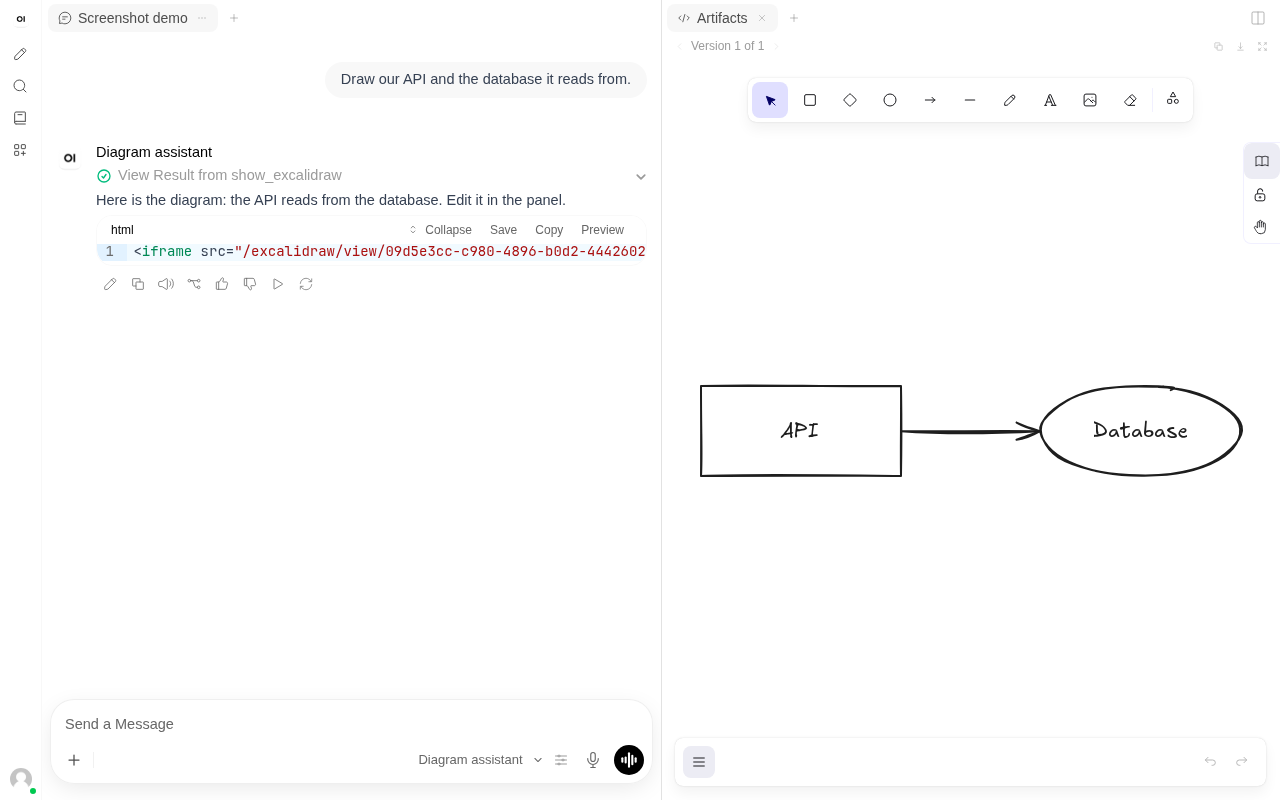 OI
Screenshot demo
Artifacts
Version 1 of 1
Draw our API and the database it reads from.
OI
Diagram assistant
View Result from show_excalidraw
Here is the diagram: the API reads from the database. Edit it in the panel.
html
Collapse
Save
Copy
Preview
1 <iframe src="/excalidraw/view/09d5e3cc-c980-4896-b0d2-4442602
API
Database
Send a Message
Diagram assistant